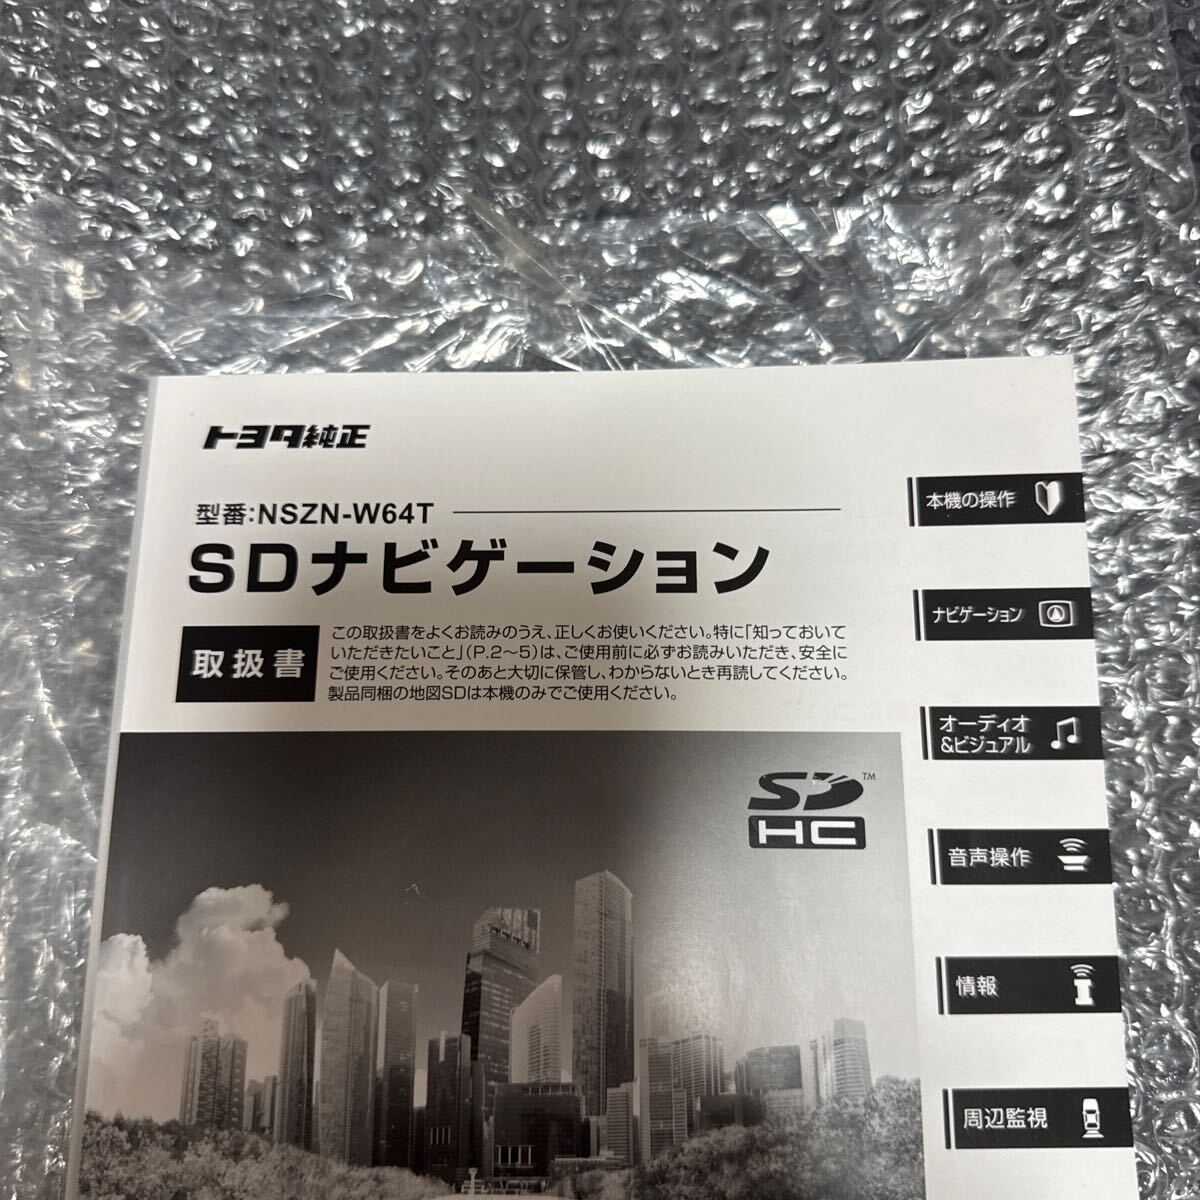 トヨタ純正
型番:NSZN-W64T
SDナビゲーション
取扱書
この取扱書をよくお読みのうえ、正しくお使いください。特に「知っておいて
いただきたいこと」(P.2〜5)は、ご使用前に必ずお読みいただき、安全に
ご使用ください。そのあと大切に保管し、わからないとき再読してください。
製品同梱の地図SDは本機のみでご使用ください。
SD™
HC
本機の操作
ナビゲーション
オーディオ
&ビジュアル
音声操作
情報
周辺監視